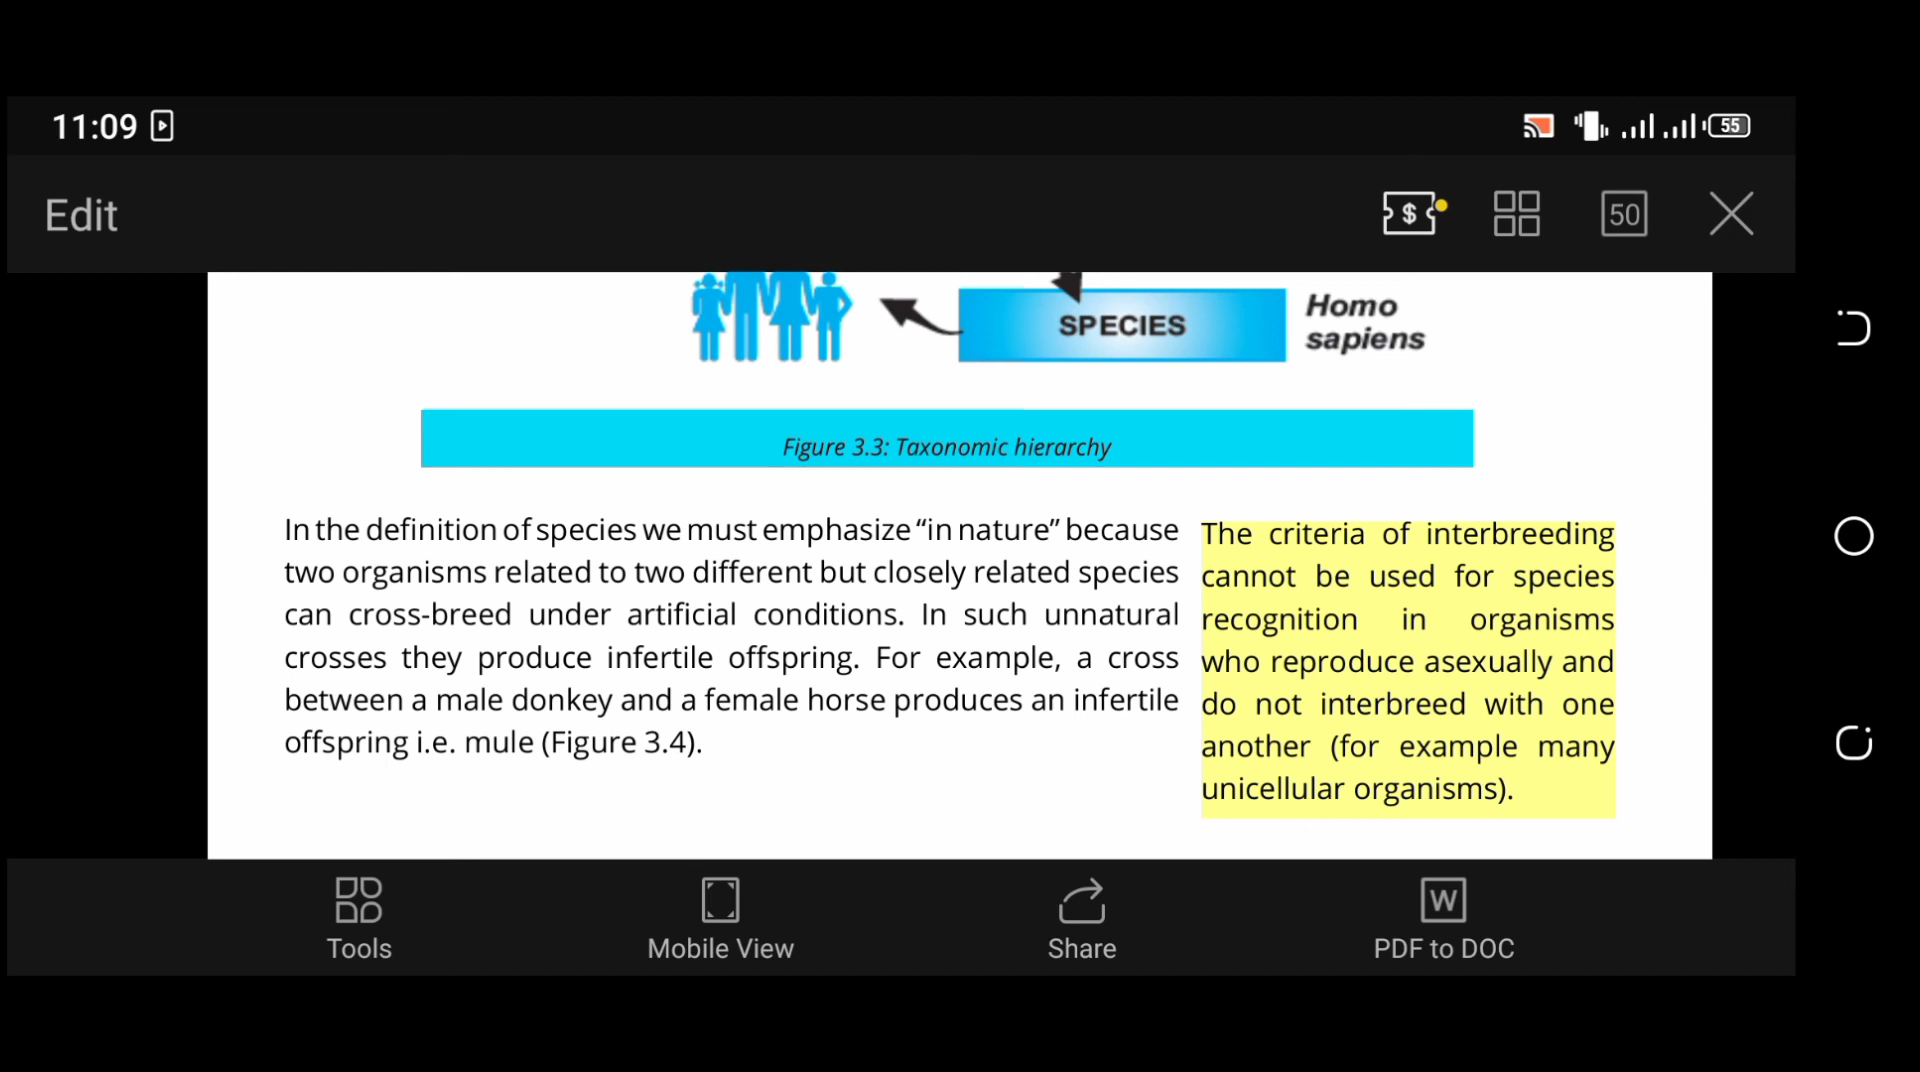 11:09
55
Edit
$
50
SPECIES
Homo
sapiens
Figure 3.3: Taxonomic hierarchy
In the definition of species we must emphasize “in nature” because
two organisms related to two different but closely related species
can cross-breed under artificial conditions. In such unnatural
crosses they produce infertile offspring. For example, a cross
between a male donkey and a female horse produces an infertile
offspring i.e. mule (Figure 3.4).
The criteria of interbreeding
cannot be used for species
recognition in organisms
who reproduce asexually and
do not interbreed with one
another (for example many
unicellular organisms).
Tools
Mobile View
Share
W
PDF to DOC